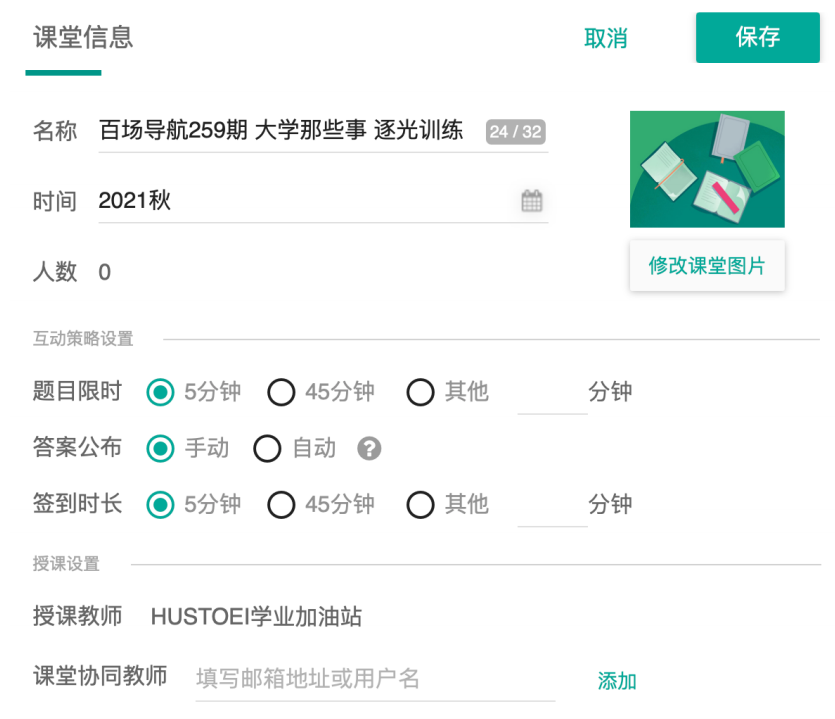 课堂信息 取消 保存
名称 百场导航259期 大学那些事 逐光训练 24 / 32
时间 2021秋
人数 0
修改课堂图片
互动策略设置
题目限时 5分钟 45分钟 其他 分钟
答案公布 手动 自动 ?
签到时长 5分钟 45分钟 其他 分钟
授课设置
授课教师 HUSTOEI学业加油站
课堂协同教师 填写邮箱地址或用户名 添加